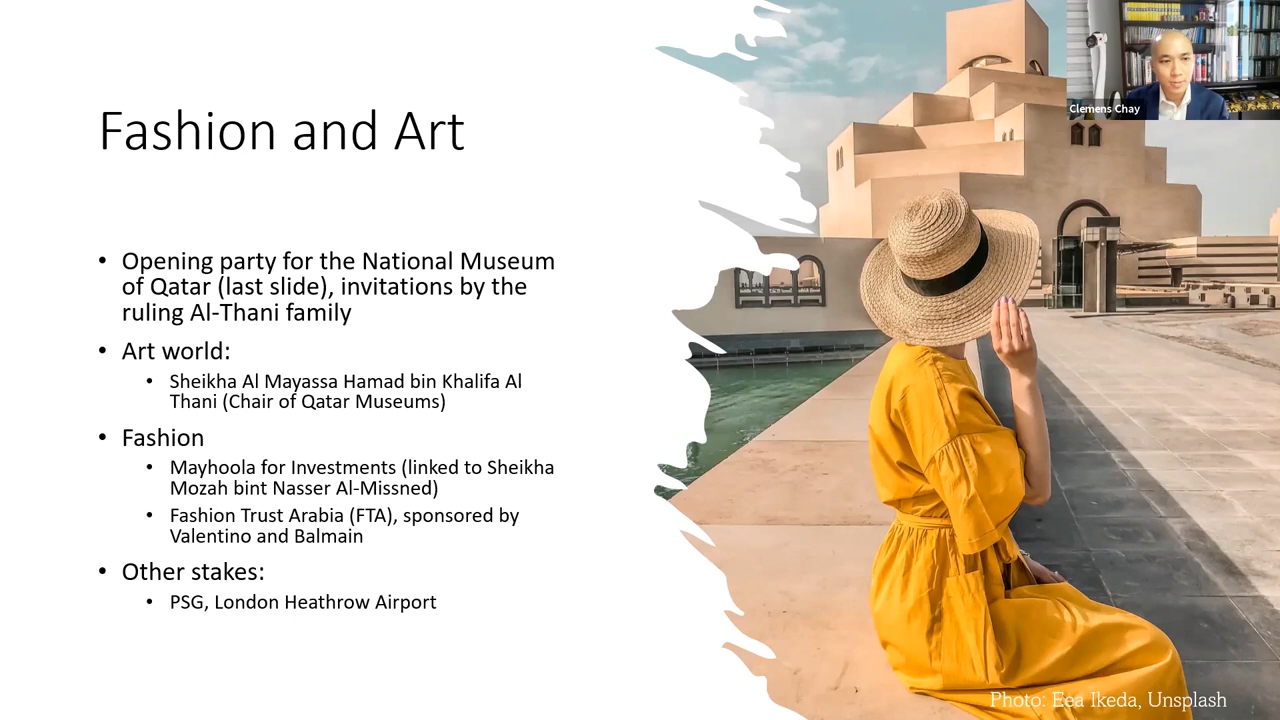 Fashion and Art
• Opening party for the National Museum
of Qatar (last slide), invitations by the
ruling Al-Thani family
• Art world:
• Sheikha Al Mayassa Hamad bin Khalifa Al
Thani (Chair of Qatar Museums)
• Fashion
• Mayhoola for Investments (linked to Sheikha
Mozah bint Nasser Al-Missned)
• Fashion Trust Arabia (FTA), sponsored by
Valentino and Balmain
• Other stakes:
• PSG, London Heathrow Airport
Clemens Chay
Photo: Eea Ikeda, Unsplash